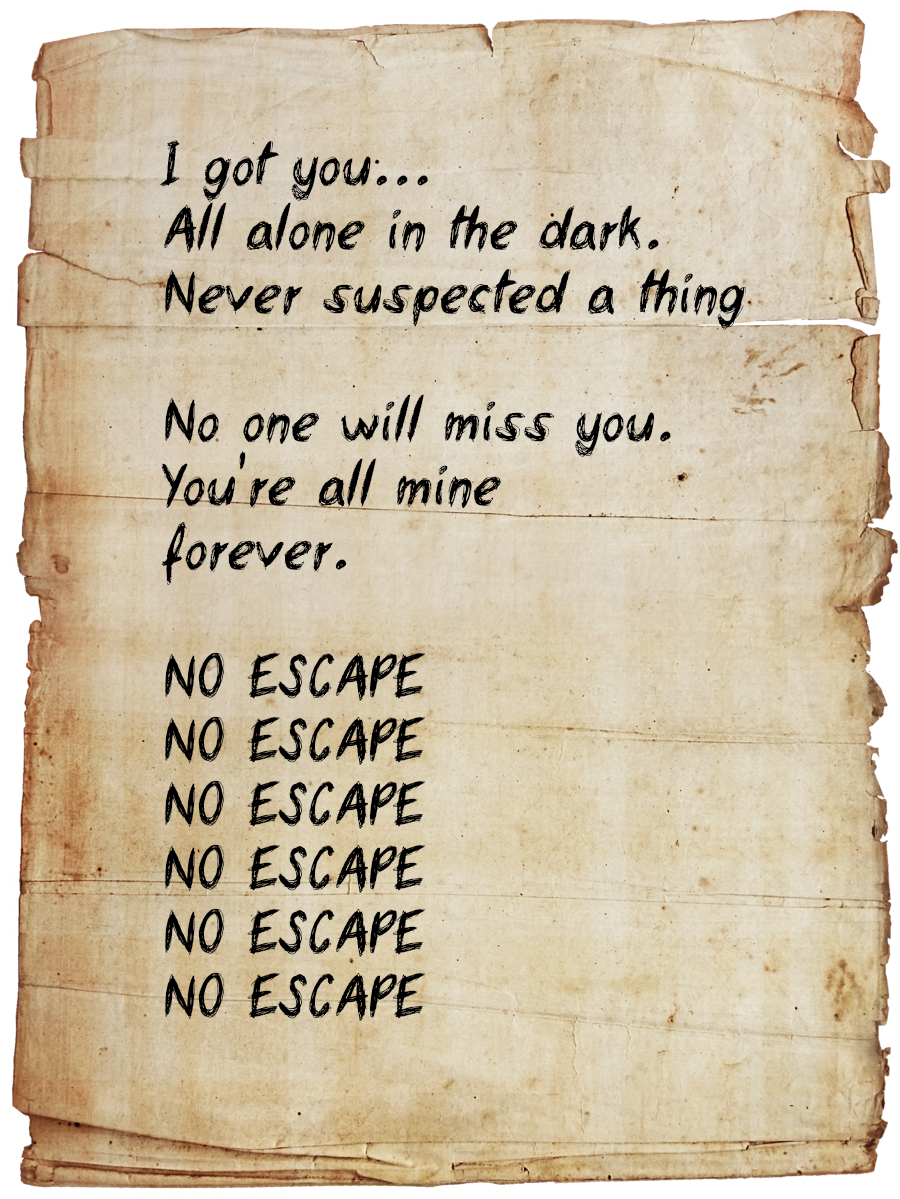 I got you...
All alone in the dark.
Never suspected a thing
No one will miss you.
You're all mine
forever.
NO ESCAPE
NO ESCAPE
NO ESCAPE
NO ESCAPE
NO ESCAPE
NO ESCAPE